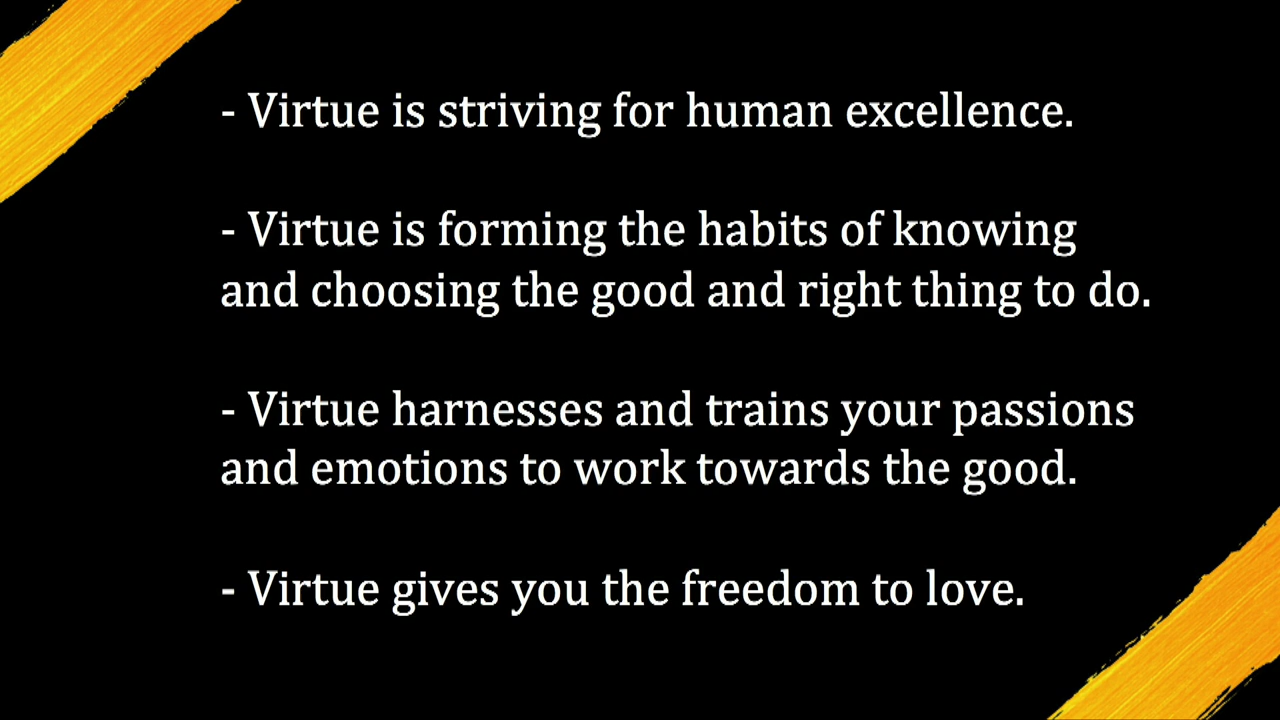 - Virtue is striving for human excellence.
- Virtue is forming the habits of knowing
and choosing the good and right thing to do.
- Virtue harnesses and trains your passions
and emotions to work towards the good.
- Virtue gives you the freedom to love.